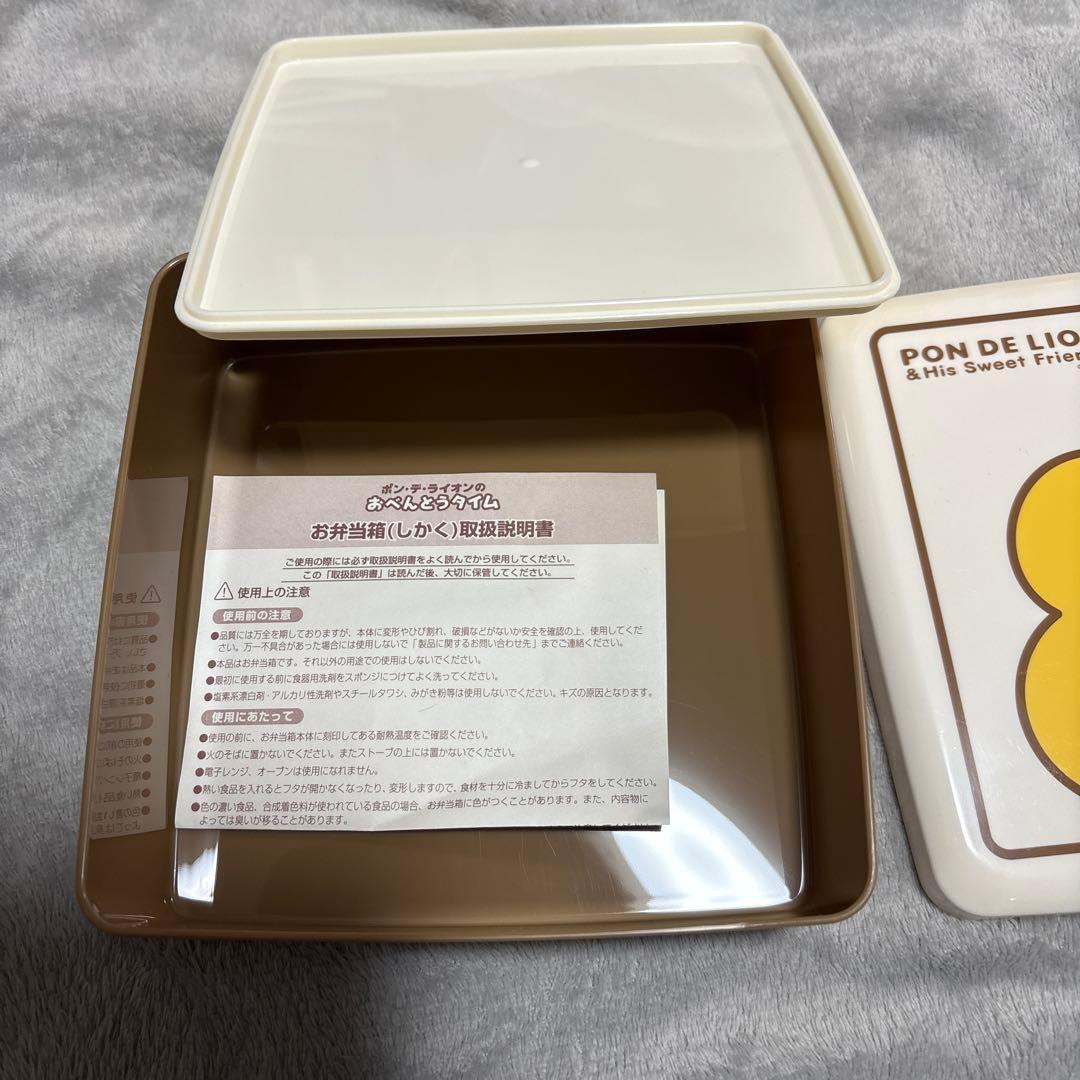 PON DE LIO
& His Sweet Frien
ポン・デ・ライオンの
おべんとうタイム
お弁当箱(しかく)取扱説明書
ご使用の際には必ず取扱説明書をよく読んでから使用してください。
この「取扱説明書」は読んだ後、大切に保管してください。
使用上の注意
使用前の注意
●品質には万全を期しておりますが、本体に変形やひび割れ、破損などがないか安全を確認の上、使用してくだ
さい。万一不具合があった場合には使用しないで「製品に関するお問い合わせ先」までご連絡ください。
●本品はお弁当箱です。それ以外の用途での使用はしないでください。
●最初に使用する前に食器用洗剤をスポンジにつけてよく洗ってください。
●塩素系漂白剤・アルカリ性洗剤やスチールタワシ、みがき粉等は使用しないでください。キズの原因となります。
使用にあたって
●使用の前に、お弁当箱本体に刻印してある耐熱温度をご確認ください。
●火のそばに置かないでください。またストーブの上には置かないでください。
●電子レンジ、オーブンは使用になれません。
●熱い食品を入れるとフタが開かなくなったり、変形しますので、食材を十分に冷ましてからフタをしてください。
●色の濃い食品、合成着色料が使われている食品の場合、お弁当箱に色がつくことがあります。また、内容物に
よっては臭いが移ることがあります。